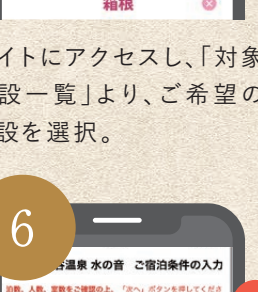 箱根
イトにアクセスし、「対象
設一覧」より、ご希望の
設を選択。
6
谷温泉 水の音 ご宿泊条件の入力
泊数、人数、室数をご確認の上、「次へ」ボタンを押してくださ